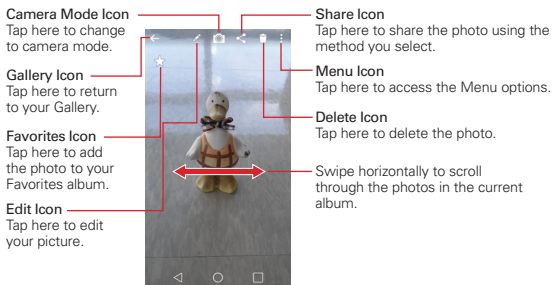 Camera Mode Icon
Tap here to change
to camera mode.
Gallery Icon
Tap here to return
to your Gallery.
Favorites Icon
Tap here to add
the photo to your
Favorites album.
Edit Icon
Tap here to edit
your picture.
Share Icon
Tap here to share the photo using the
method you select.
Menu Icon
Tap here to access the Menu options.
Delete Icon
Tap here to delete the photo.
Swipe horizontally to scroll
through the photos in the current
album.